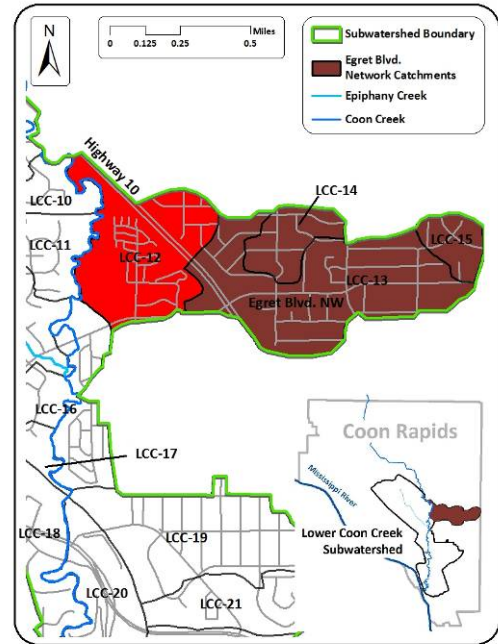 N
Miles
0 0.125 0.25 0.5
Subwatershed Boundary
Egret Blvd.
Network Catchments
Epiphany Creek
Coon Creek
Highway 10
LCC-10
LCC-11
LCC-12
LCC-14
LCC-15
LCC-13
Egret Blvd. NW
LCC-16
LCC-17
LCC-18
LCC-19
LCC-20
LCC-21
Coon Rapids
Mississippi River
Lower Coon Creek
Subwatershed